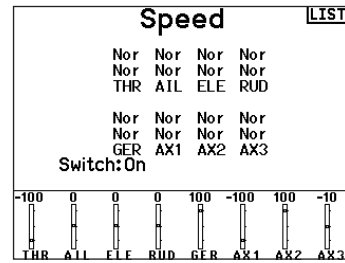 Speed
LIST
Nor Nor Nor Nor
Nor Nor Nor Nor
THR AIL ELE RUD
Nor Nor Nor Nor
Nor Nor Nor Nor
GER AX1 AX2 AX3
Switch:On
-100 0 0 0 100 -100 100 -10
THR AIL ELE RUD GER AX1 AX2 AX3